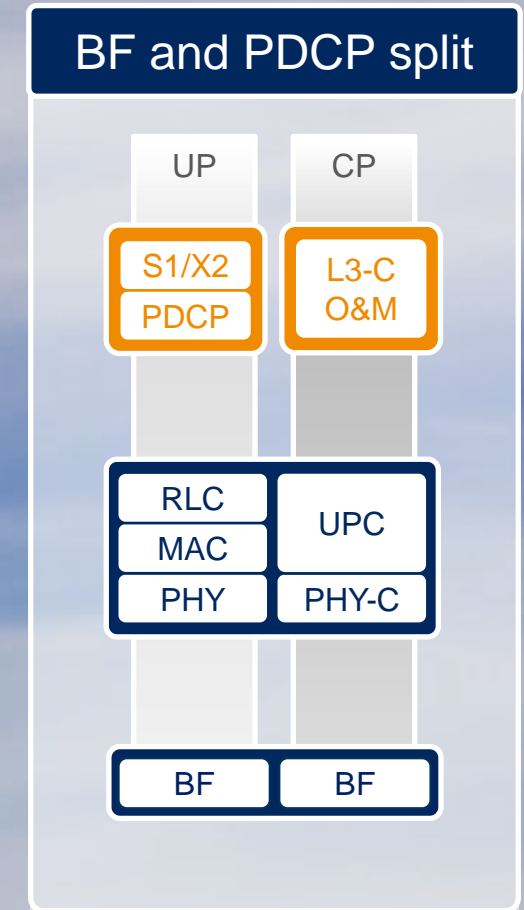 BF and PDCP split
UP
CP
S1/X2
PDCP
L3-C
O&M
RLC
MAC
PHY
UPC
PHY-C
BF
BF